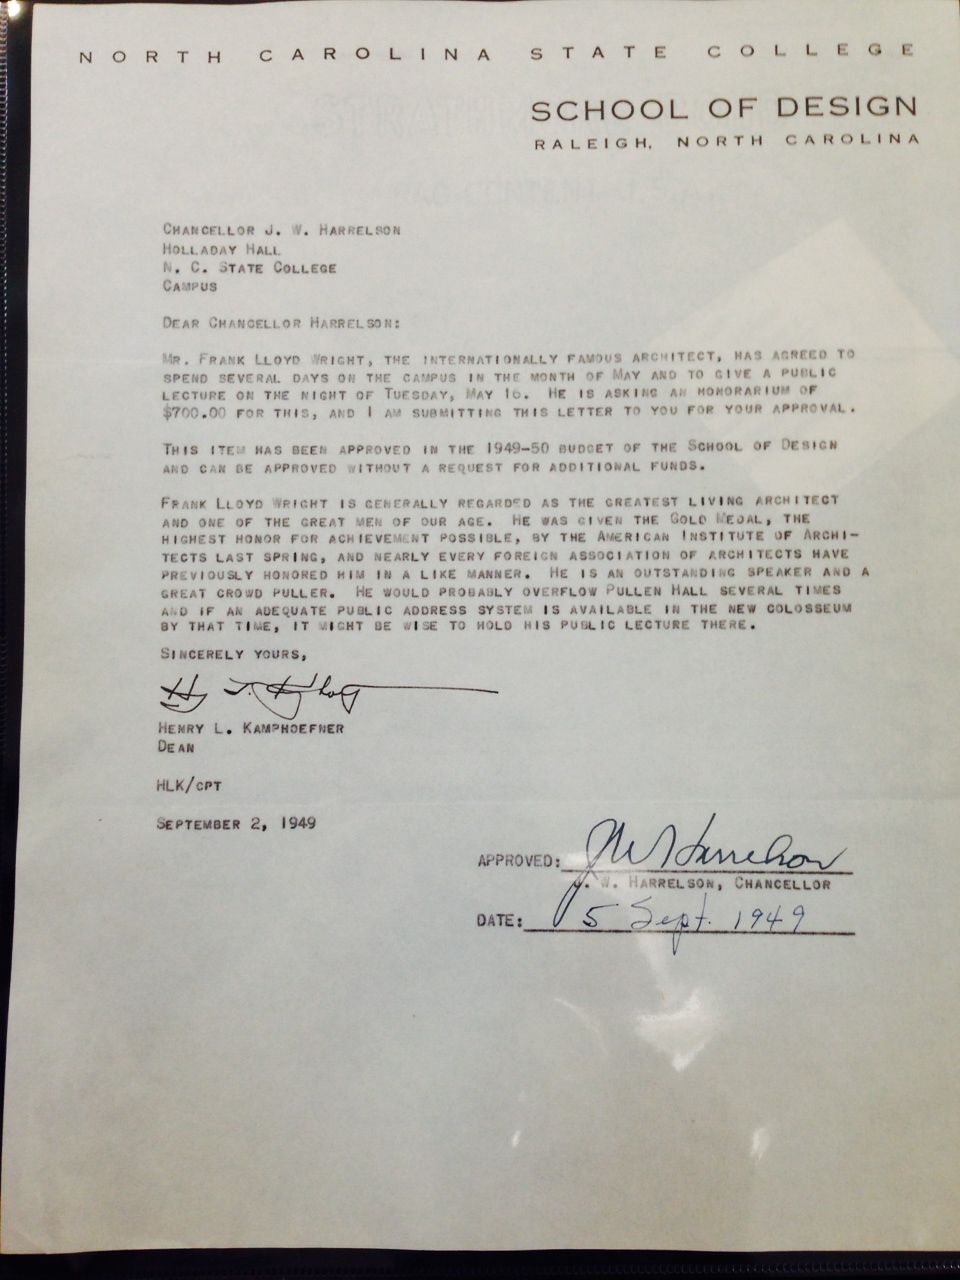 NORTH CAROLINA STATE COLLEGE
SCHOOL OF DESIGN
RALEIGH, NORTH CAROLINA
CHANCELLOR J. W. HARRELSON
HOLLADAY HALL
N. C. STATE COLLEGE
CAMPUS
DEAR CHANCELLOR HARRELSON:
MR. FRANK LLOYD WRIGHT, THE INTERNATIONALLY FAMOUS ARCHITECT, HAS AGREED TO
SPEND SEVERAL DAYS ON THE CAMPUS IN THE MONTH OF MAY AND TO GIVE A PUBLIC
LECTURE ON THE NIGHT OF TUESDAY, MAY 16. HE IS ASKING AN HONORARIUM OF
$700.00 FOR THIS, AND I AM SUBMITTING THIS LETTER TO YOU FOR YOUR APPROVAL.
THIS ITEM HAS BEEN APPROVED IN THE 1949-50 BUDGET OF THE SCHOOL OF DESIGN
AND CAN BE APPROVED WITHOUT A REQUEST FOR ADDITIONAL FUNDS.
FRANK LLOYD WRIGHT IS GENERALLY REGARDED AS THE GREATEST LIVING ARCHITECT
AND ONE OF THE GREAT MEN OF OUR AGE. HE WAS GIVEN THE GOLD MEDAL, THE
HIGHEST HONOR FOR ACHIEVEMENT POSSIBLE, BY THE AMERICAN INSTITUTE OF ARCHI-
TECTS LAST SPRING, AND NEARLY EVERY FOREIGN ASSOCIATION OF ARCHITECTS HAVE
PREVIOUSLY HONORED HIM IN A LIKE MANNER. HE IS AN OUTSTANDING SPEAKER AND A
GREAT CROWD PULLER. HE WOULD PROBABLY OVERFLOW PULLEN HALL SEVERAL TIMES
AND IF AN ADEQUATE PUBLIC ADDRESS SYSTEM IS AVAILABLE IN THE NEW COLOSSEUM
BY THAT TIME, IT MIGHT BE WISE TO HOLD HIS PUBLIC LECTURE THERE.
SINCERELY YOURS,
HENRY L. KAMPHOEFNER
DEAN
HLK/CPT
SEPTEMBER 2, 1949
APPROVED: JW Harrelson
J. W. HARRELSON, CHANCELLOR
DATE: 5 Sept. 1949